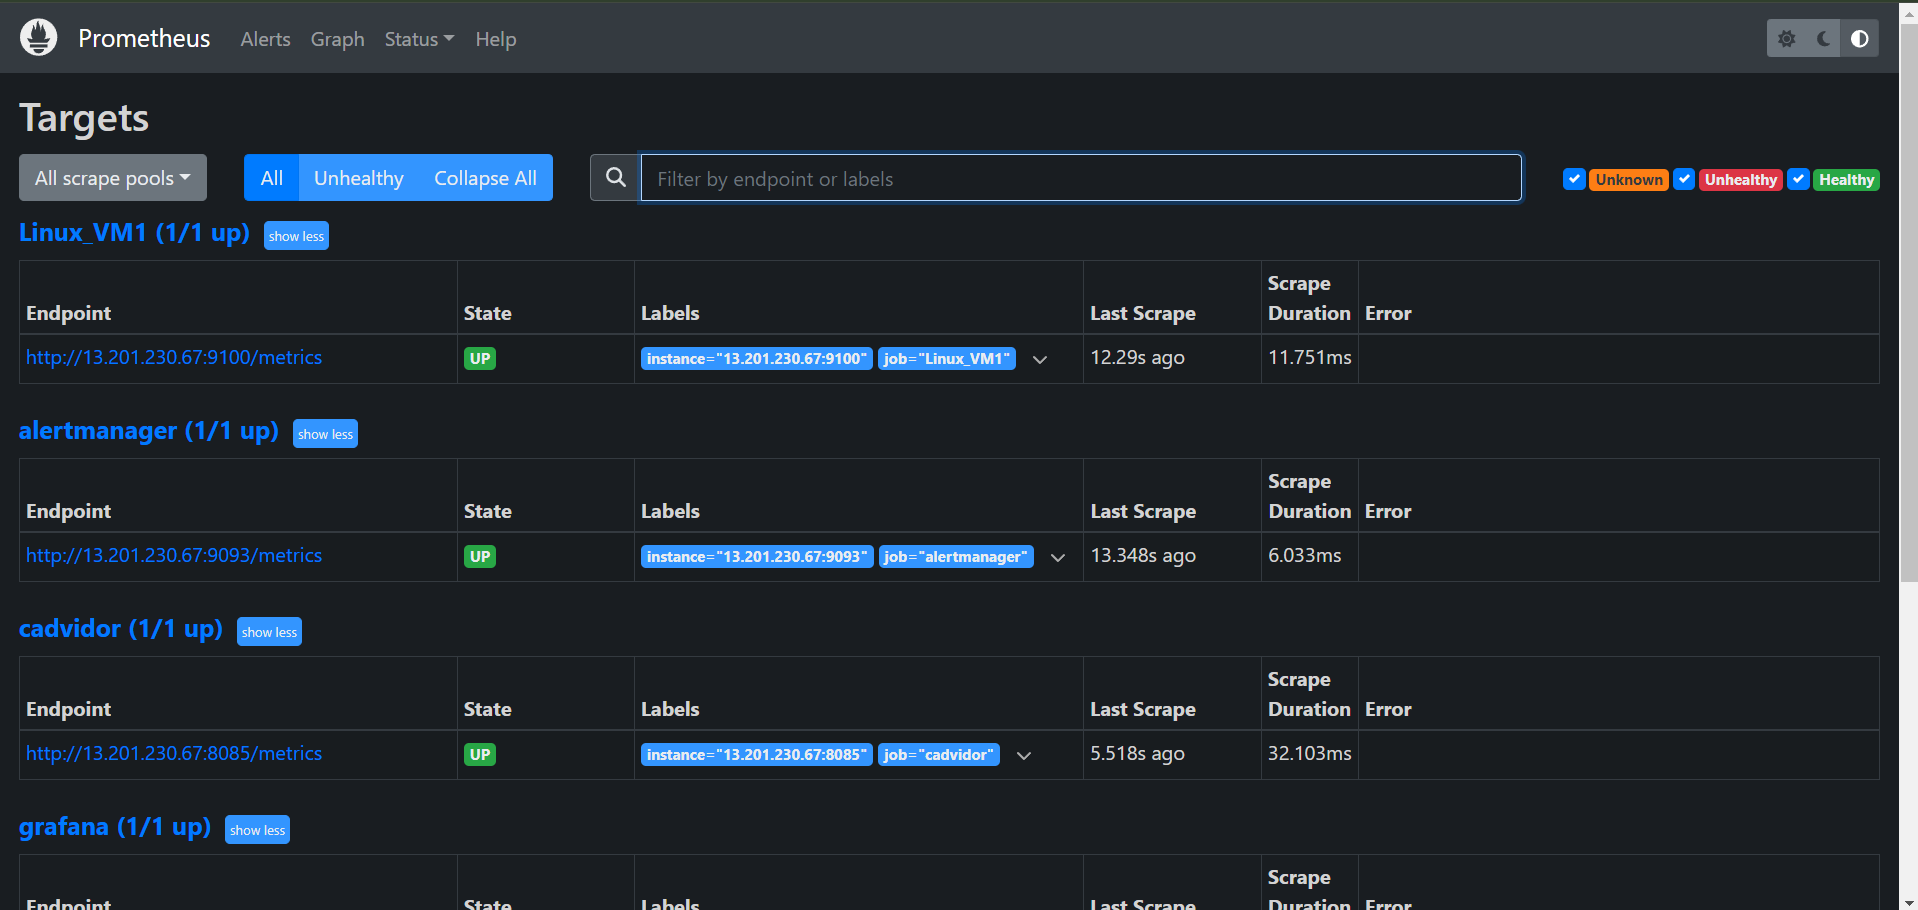 Prometheus Alerts Graph Status Help
Targets
All scrape pools All Unhealthy Collapse All Filter by endpoint or labels Unknown Unhealthy Healthy
Linux_VM1 (1/1 up) show less
Endpoint State Labels Last Scrape Scrape Duration Error
http://13.201.230.67:9100/metrics UP instance="13.201.230.67:9100" job="Linux_VM1" 12.29s ago 11.751ms
alertmanager (1/1 up) show less
Endpoint State Labels Last Scrape Scrape Duration Error
http://13.201.230.67:9093/metrics UP instance="13.201.230.67:9093" job="alertmanager" 13.348s ago 6.033ms
cadvidor (1/1 up) show less
Endpoint State Labels Last Scrape Scrape Duration Error
http://13.201.230.67:8085/metrics UP instance="13.201.230.67:8085" job="cadvidor" 5.518s ago 32.103ms
grafana (1/1 up) show less
Endpoint State Labels Last Scrape Scrape Duration Error